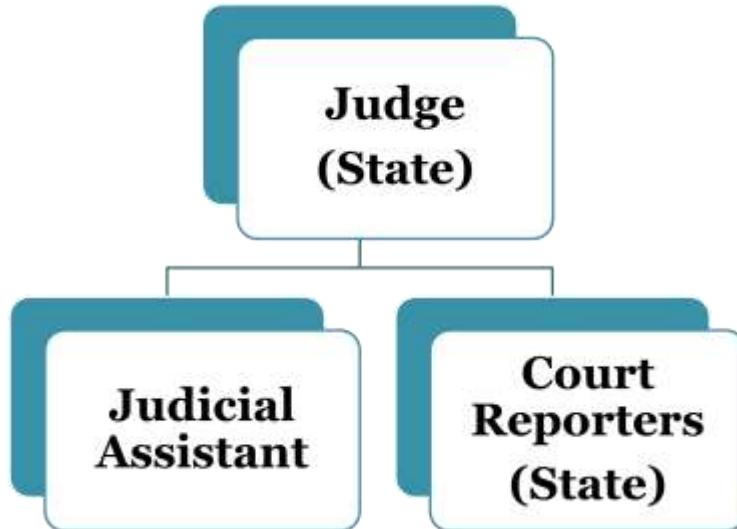 Judge
(State)
Judicial
Assistant
Court
Reporters
(State)